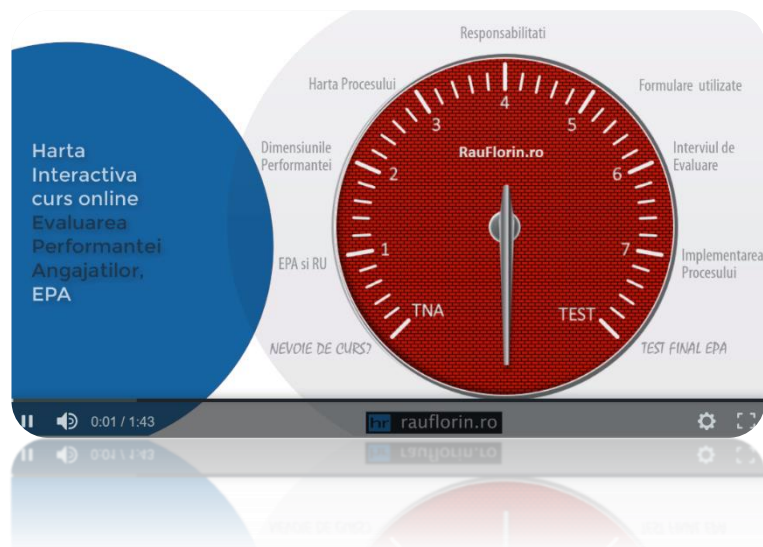 Harta
Interactiva
curs online
Evaluarea
Performantei
Angajatilor,
EPA
Responsabilitati
Harta Procesului
Formulare utilizate
Dimensiunile
Performantei
Interviul de
Evaluare
EPA si RU
Implementarea
Procesului
NEVOIE DE CURS?
TEST FINAL EPA
RauFlorin.ro
TNA
1
2
3
4
5
6
7
TEST
0:01 / 1:43
hr rauflorin.ro